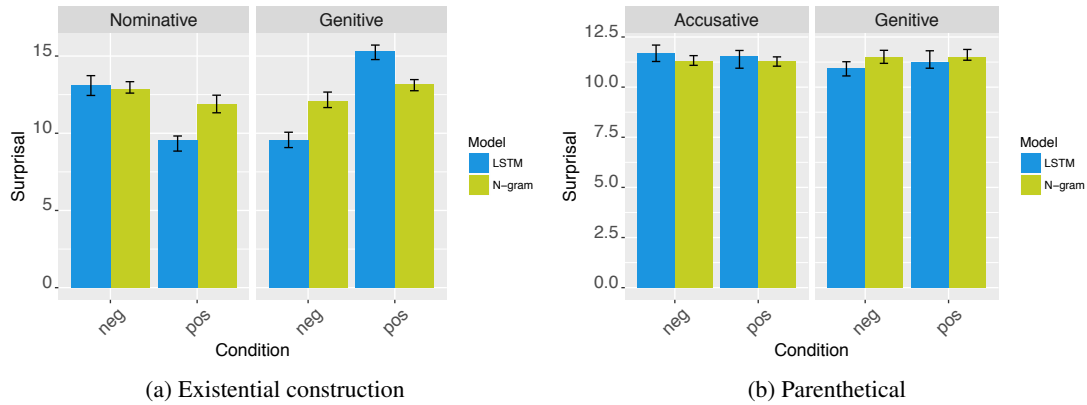 Nominative
Genitive
15
10
5
0
Surprisal
neg
pos
neg
pos
Condition
Model
LSTM
N−gram
(a) Existential construction
Accusative
Genitive
12.5
10.0
7.5
5.0
2.5
0.0
Surprisal
neg
pos
neg
pos
Condition
Model
LSTM
N−gram
(b) Parenthetical